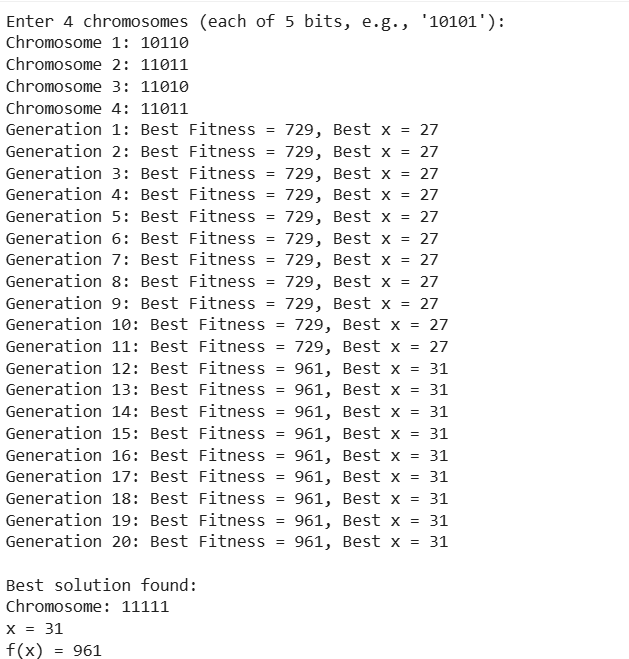 Enter 4 chromosomes (each of 5 bits, e.g., '10101'):
Chromosome 1: 10110
Chromosome 2: 11011
Chromosome 3: 11010
Chromosome 4: 11011
Generation 1: Best Fitness = 729, Best x = 27
Generation 2: Best Fitness = 729, Best x = 27
Generation 3: Best Fitness = 729, Best x = 27
Generation 4: Best Fitness = 729, Best x = 27
Generation 5: Best Fitness = 729, Best x = 27
Generation 6: Best Fitness = 729, Best x = 27
Generation 7: Best Fitness = 729, Best x = 27
Generation 8: Best Fitness = 729, Best x = 27
Generation 9: Best Fitness = 729, Best x = 27
Generation 10: Best Fitness = 729, Best x = 27
Generation 11: Best Fitness = 729, Best x = 27
Generation 12: Best Fitness = 961, Best x = 31
Generation 13: Best Fitness = 961, Best x = 31
Generation 14: Best Fitness = 961, Best x = 31
Generation 15: Best Fitness = 961, Best x = 31
Generation 16: Best Fitness = 961, Best x = 31
Generation 17: Best Fitness = 961, Best x = 31
Generation 18: Best Fitness = 961, Best x = 31
Generation 19: Best Fitness = 961, Best x = 31
Generation 20: Best Fitness = 961, Best x = 31
Best solution found:
Chromosome: 11111
x = 31
f(x) = 961